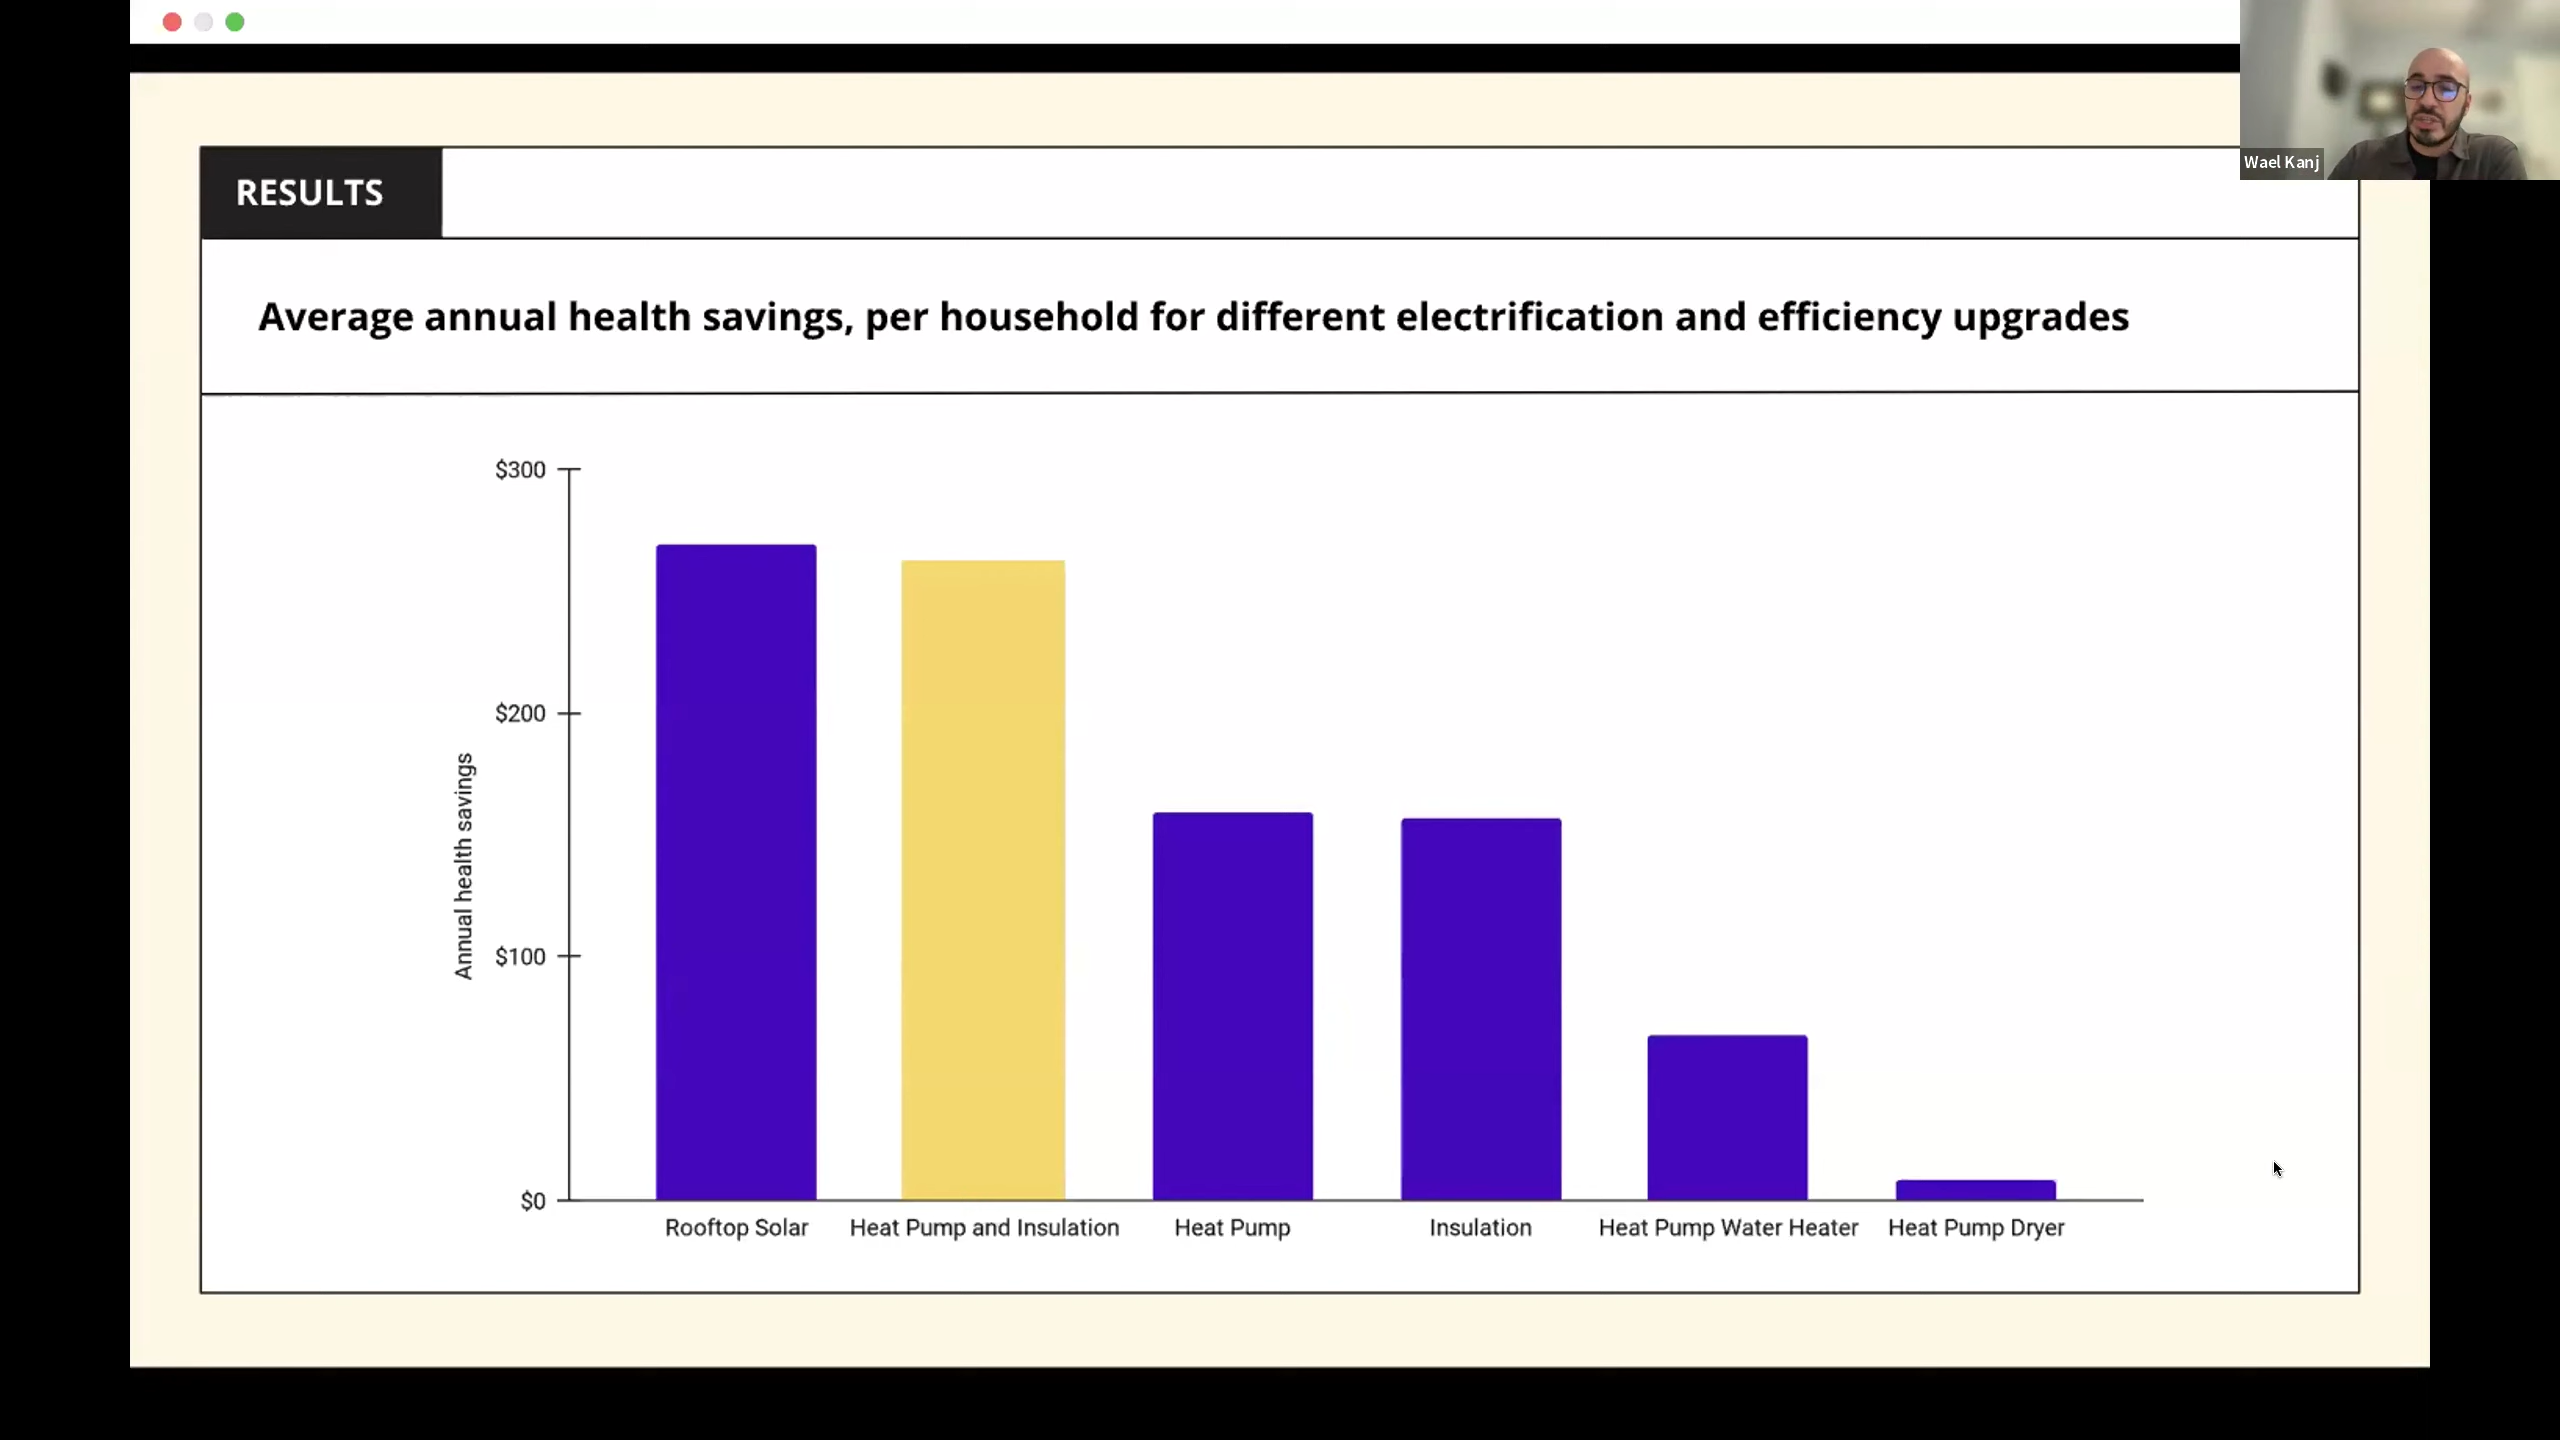 Wael Kanj
RESULTS
Average annual health savings, per household for different electrification and efficiency upgrades
$300
$200
$100
$0
Annual health savings
Rooftop Solar
Heat Pump and Insulation
Heat Pump
Insulation
Heat Pump Water Heater
Heat Pump Dryer